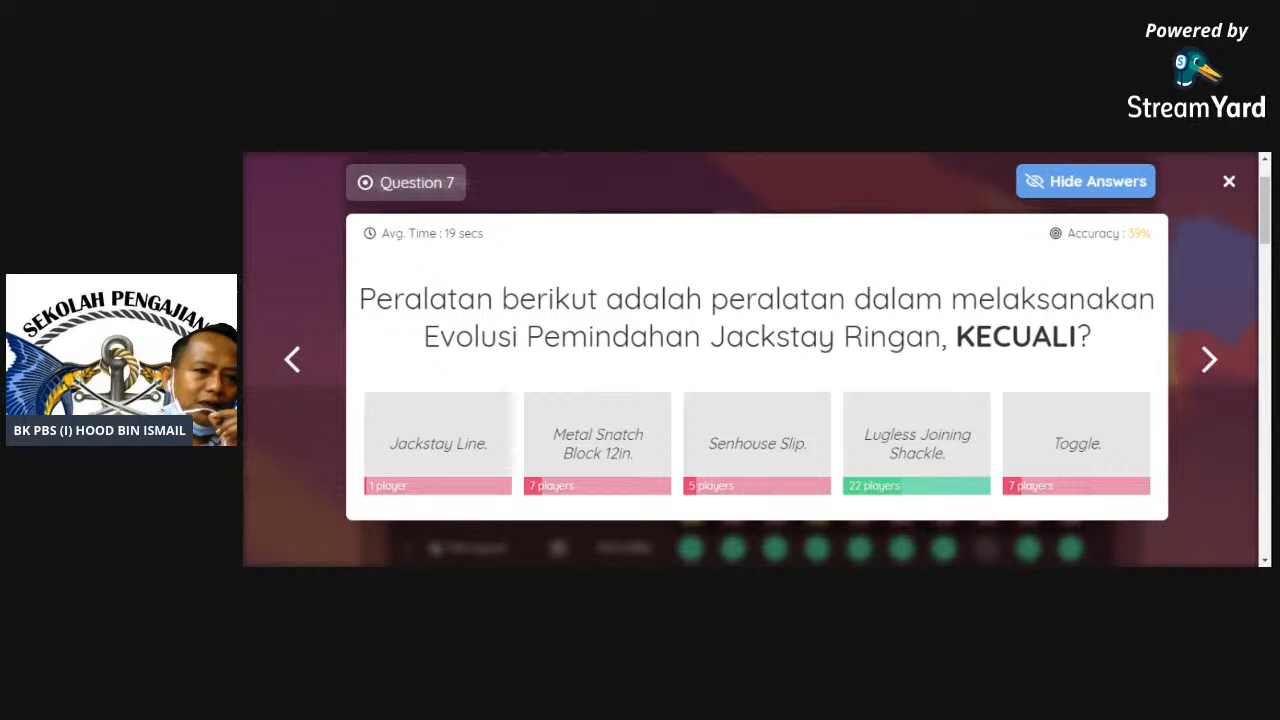 Powered by
StreamYard
Question 7
Hide Answers
Avg. Time : 19 secs
Accuracy : 39%
Peralatan berikut adalah peralatan dalam melaksanakan
Evolusi Pemindahan Jackstay Ringan, KECUALI?
Jackstay Line.
Metal Snatch
Block 12in.
Senhouse Slip.
Lugless Joining
Shackle.
Toggle.
1 player
7 players
5 players
22 players
7 players
SEKOLAH PENGAJIAN
BK PBS (I) HOOD BIN ISMAIL